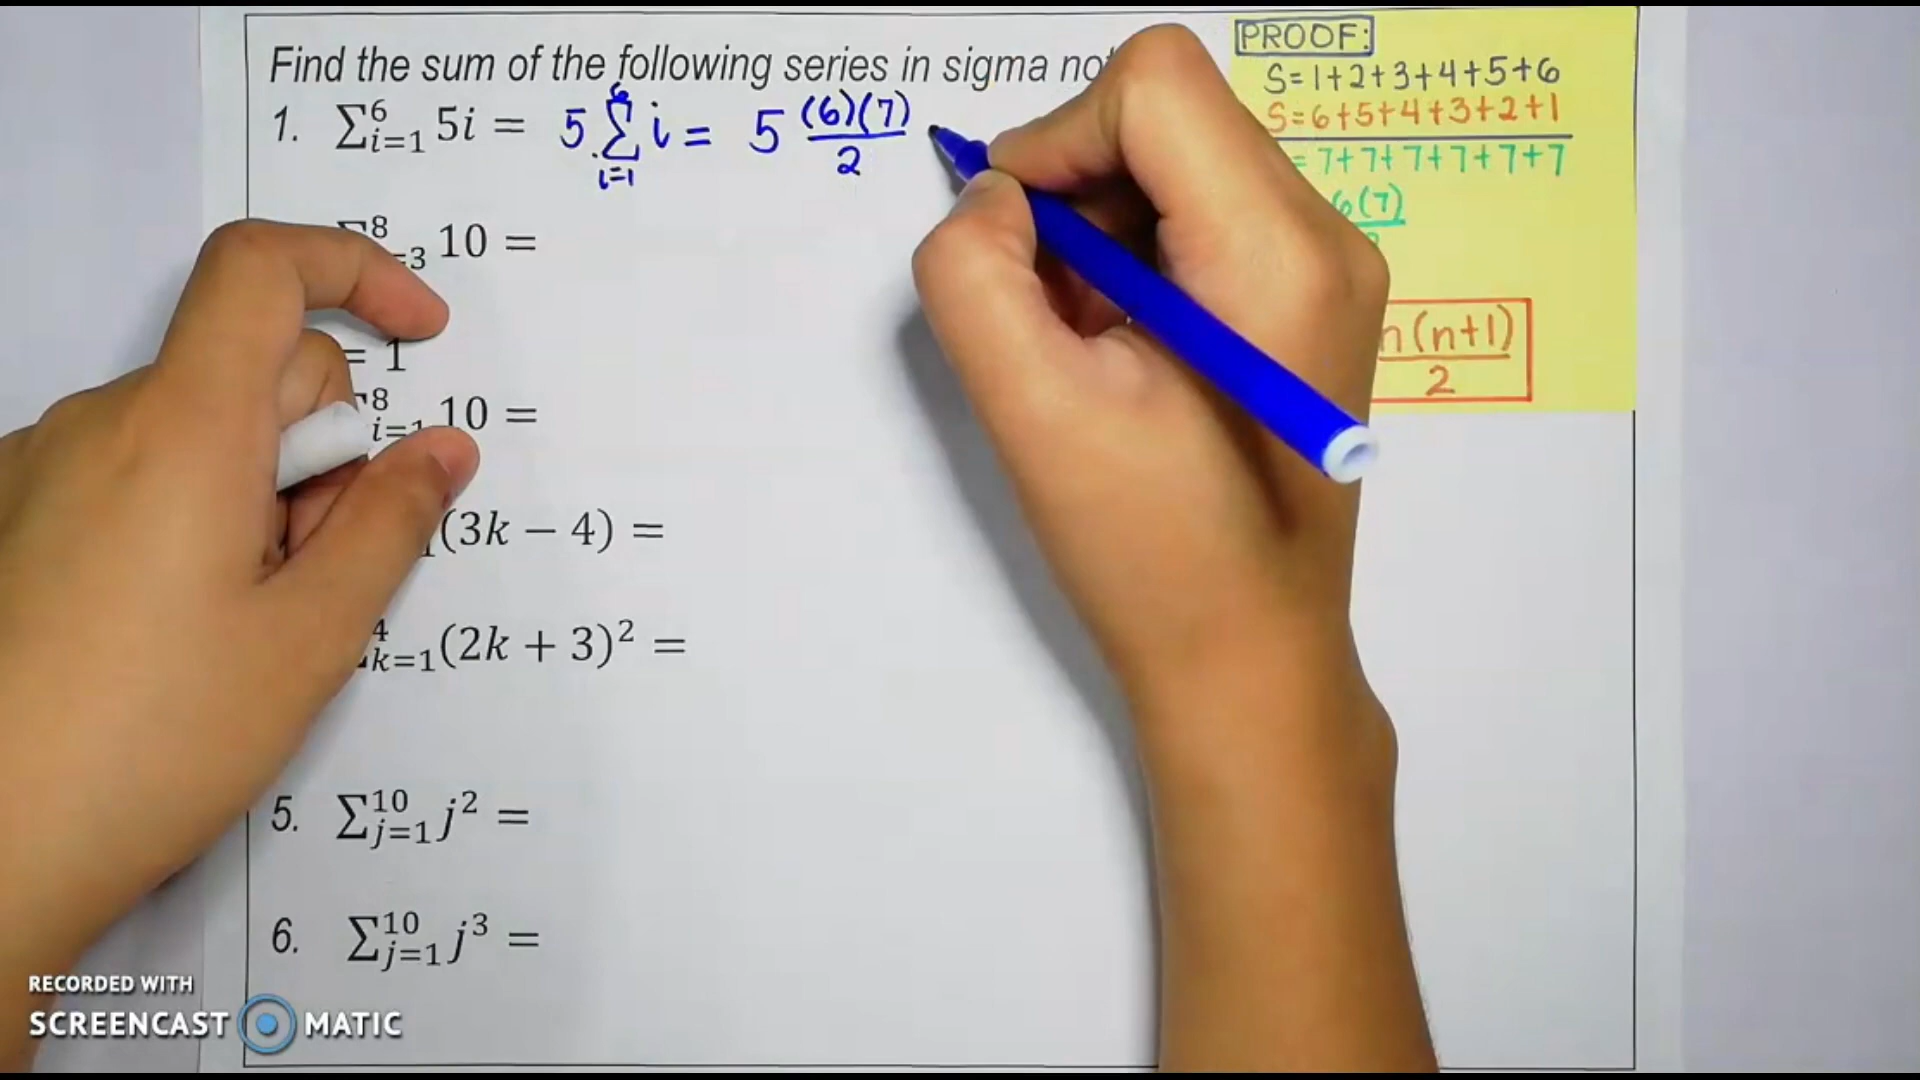 Find the sum of the following series in sigma
1. ∑⁶ᵢ₌₁ 5i = 5 ∑⁶ᵢ₌₁ i = 5 (6)(7)/2
8 =3 10 =
= 1
8 i=1 10 =
(3k − 4) =
4 k=1 (2k + 3)² =
5. ∑¹⁰ⱼ₌₁ j² =
6. ∑¹⁰ⱼ₌₁ j³ =
PROOF:
S=1+2+3+4+5+6
S=6+5+4+3+2+1
=7+7+7+7+7+7
6(7)
n(n+1)
2
RECORDED WITH
SCREENCAST MATIC